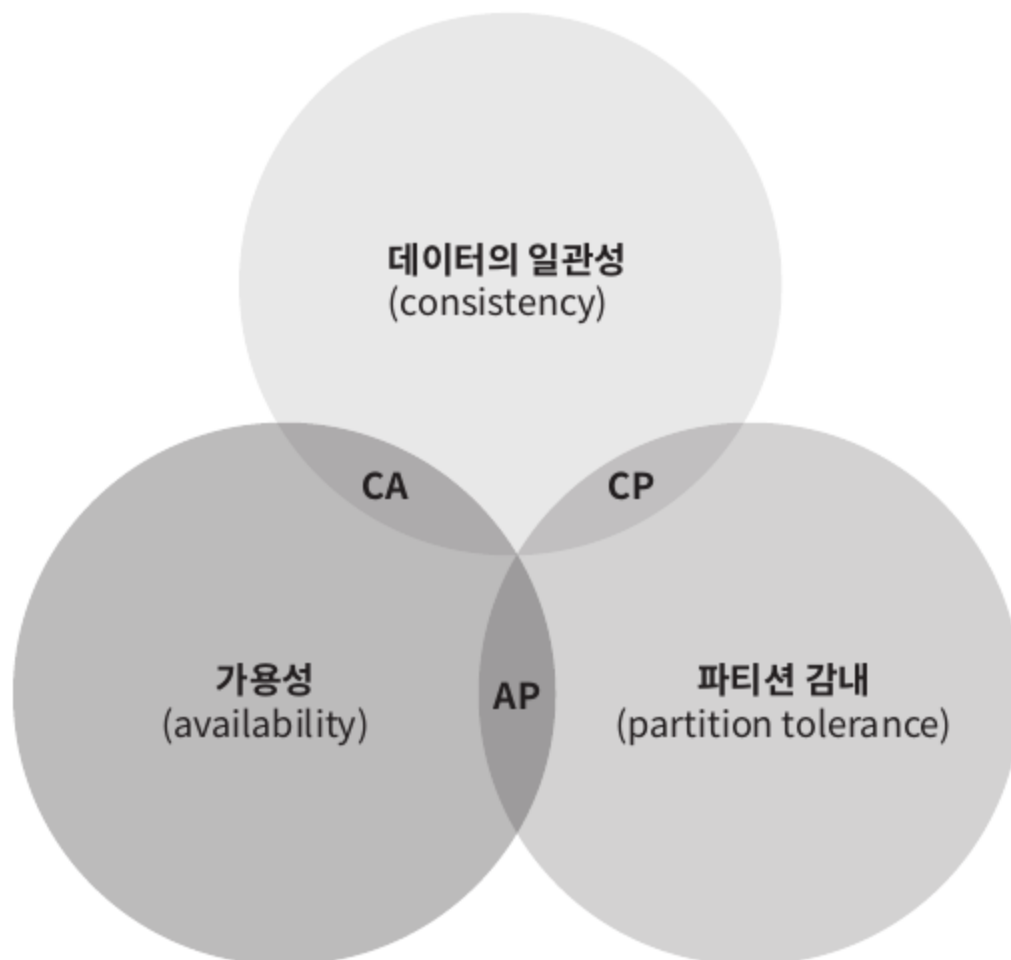 데이터의 일관성
(consistency)
CA
CP
가용성
(availability)
AP
파티션 감내
(partition tolerance)